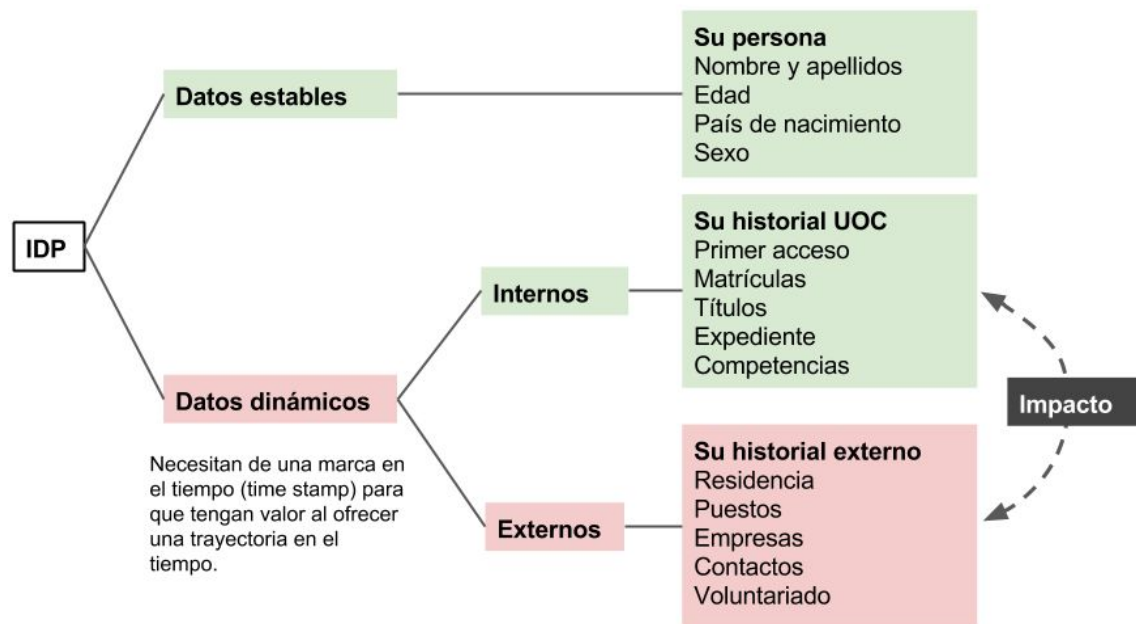 IDP
Datos estables
Su persona
Nombre y apellidos
Edad
País de nacimiento
Sexo
Datos dinámicos
Necesitan de una marca en
el tiempo (time stamp) para
que tengan valor al ofrecer
una trayectoria en el
tiempo.
Internos
Su historial UOC
Primer acceso
Matrículas
Títulos
Expediente
Competencias
Externos
Su historial externo
Residencia
Puestos
Empresas
Contactos
Voluntariado
Impacto